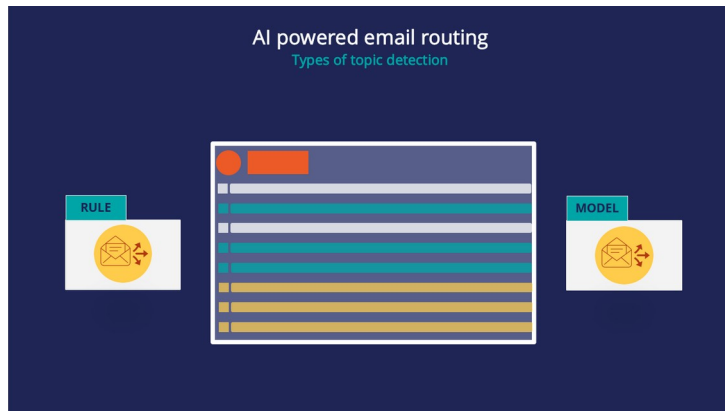 AI powered email routing
Types of topic detection
RULE
MODEL